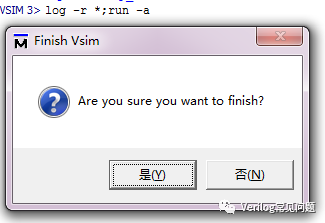 VSIM 3> log -r *;run -a
Finish Vsim
Are you sure you want to finish?
是(Y) 否(N)
Verilog常见问题